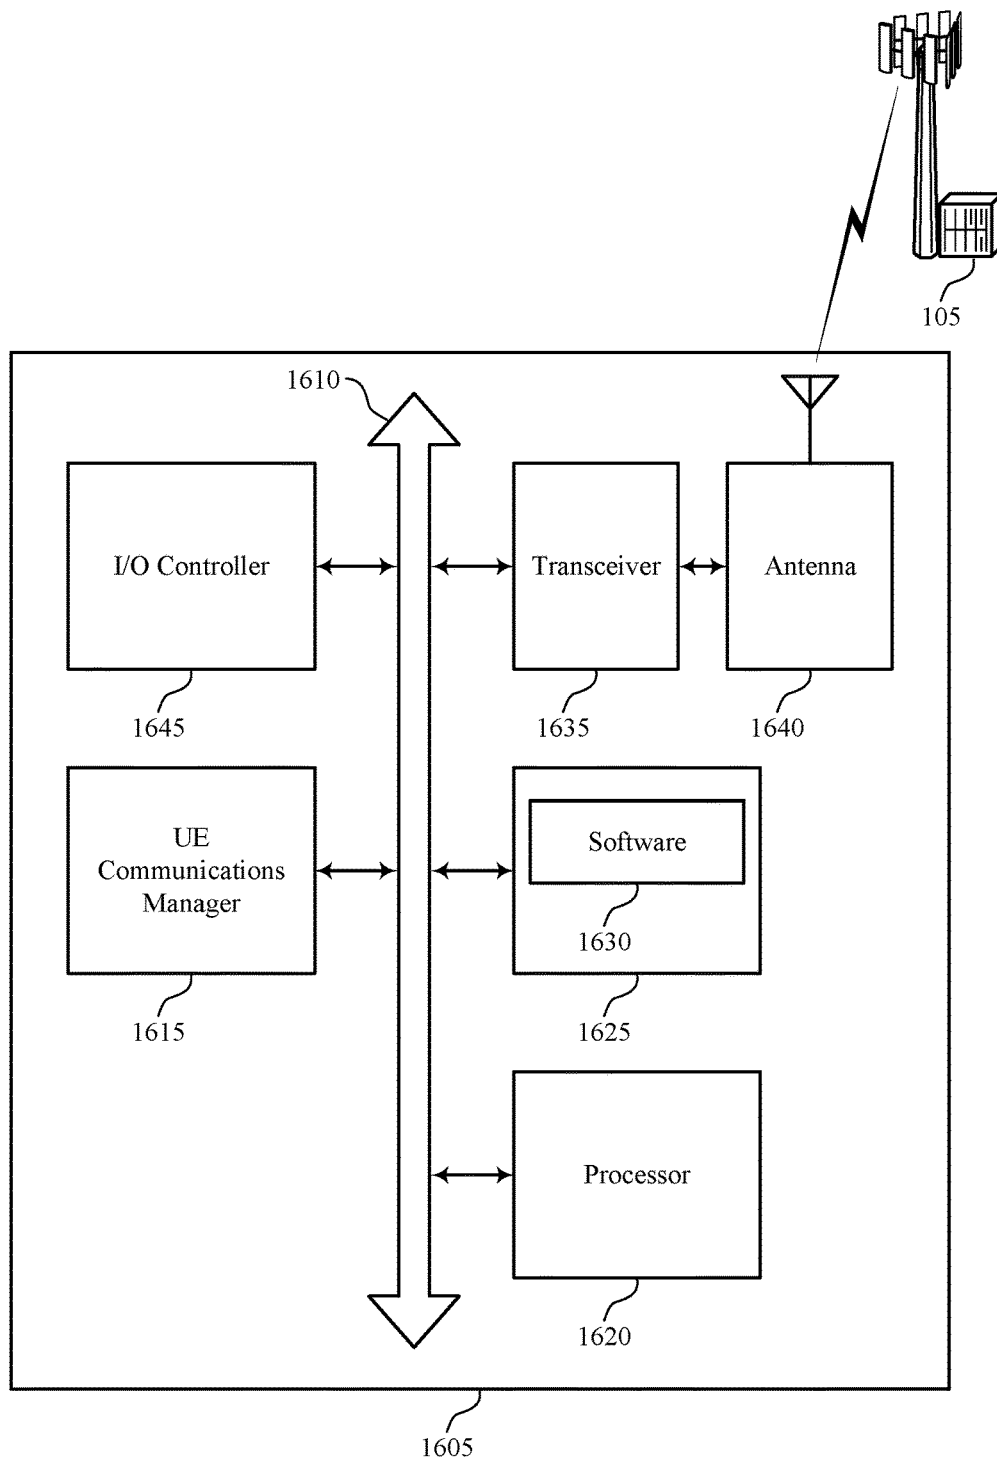 105
1610
I/O Controller
Transceiver
Antenna
1645
1635
1640
UE
Communications
Manager
Software
1630
1615
1625
Processor
1620
1605